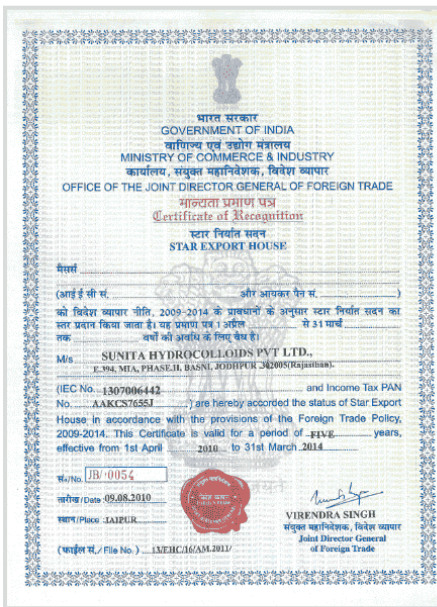 भारत सरकार
GOVERNMENT OF INDIA
वाणिज्य एवं उद्योग मंत्रालय
MINISTRY OF COMMERCE & INDUSTRY
कार्यालय, संयुक्त महानिदेशक, विदेश व्यापार
OFFICE OF THE JOINT DIRECTOR GENERAL OF FOREIGN TRADE
मान्यता प्रमाण पत्र
Certificate of Recognition
स्टार निर्यात सदन
STAR EXPORT HOUSE
मैसर्स
(आई ई सी सं. और आयकर पैन सं. )
को विदेश व्यापार नीति, 2009-2014 के प्रावधानों के अनुसार स्टार निर्यात सदन का
स्तर प्रदान किया जाता है। यह प्रमाण पत्र 1 अप्रैल से 31 मार्च
तक वर्षों की अवधि के लिए वैध है।
M/s SUNITA HYDROCOLLOIDS PVT LTD.,
E.394, MIA, PHASE.II, BASNI, JODHPUR .302005(Rajasthan).
(IEC No. 1307006442 and Income Tax PAN
No. AAKCS7655J ) are hereby accorded the status of Star Export
House in accordance with the provisions of the Foreign Trade Policy,
2009-2014. This Certificate is valid for a period of FIVE years,
effective from 1st April 2010 to 31st March 2014
सं०/No. JB/-0054
तारीख/Date 09.08.2010
स्थान/Place JAIPUR
(फाईल सं./File No.) 13/EHC/16/AM.2011/
VIRENDRA SINGH
संयुक्त महानिदेशक, विदेश व्यापार
Joint Director General
of Foreign Trade